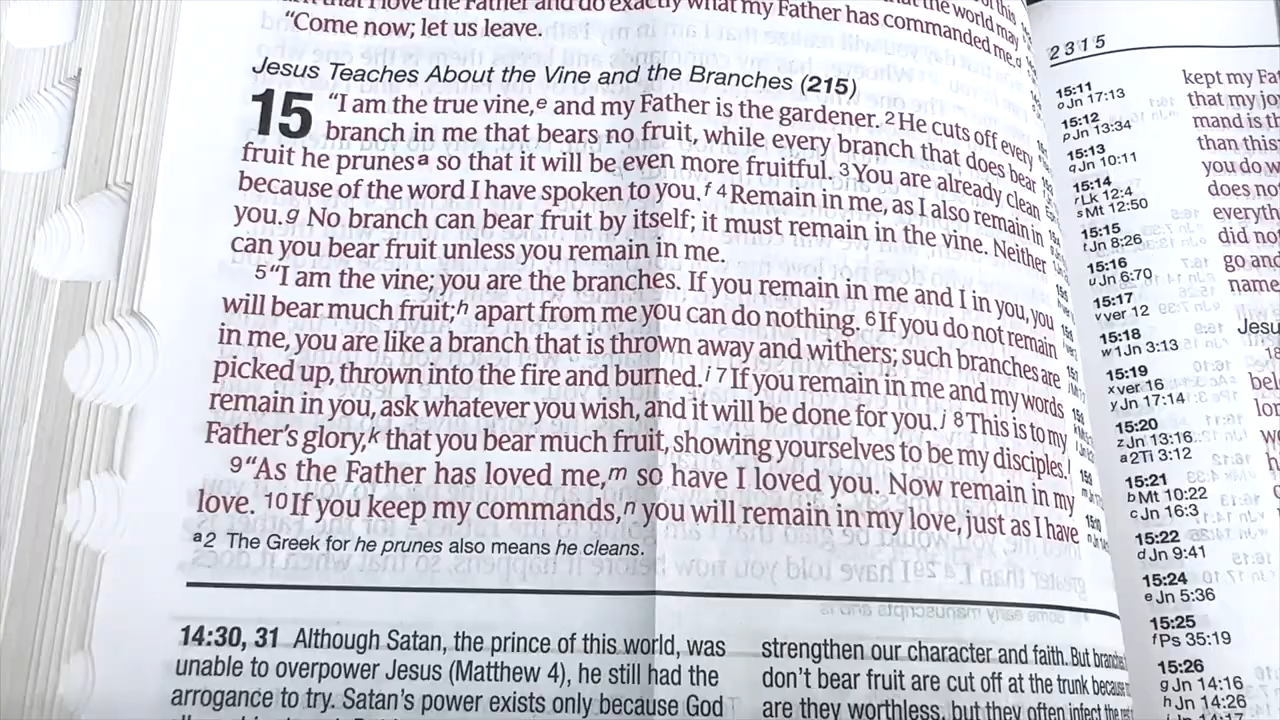 that I love the Father and do exactly what my Father has commanded me.d
"Come now; let us leave.
Jesus Teaches About the Vine and the Branches (215)
15 "I am the true vine,e and my Father is the gardener. 2 He cuts off every
branch in me that bears no fruit, while every branch that does bear
fruit he prunesa so that it will be even more fruitful. 3 You are already clean
because of the word I have spoken to you.f 4 Remain in me, as I also remain in
you.g No branch can bear fruit by itself; it must remain in the vine. Neither
can you bear fruit unless you remain in me.
5 "I am the vine; you are the branches. If you remain in me and I in you, you
will bear much fruit;h apart from me you can do nothing. 6 If you do not remain
in me, you are like a branch that is thrown away and withers; such branches are
picked up, thrown into the fire and burned.i 7 If you remain in me and my words
remain in you, ask whatever you wish, and it will be done for you.j 8 This is to my
Father's glory,k that you bear much fruit, showing yourselves to be my disciples.l
9 "As the Father has loved me,m so have I loved you. Now remain in my
love. 10 If you keep my commands,n you will remain in my love, just as I have
a2 The Greek for he prunes also means he cleans.
14:30, 31 Although Satan, the prince of this world, was
unable to overpower Jesus (Matthew 4), he still had the
arrogance to try. Satan's power exists only because God
strengthen our character and faith. But branches
don't bear fruit are cut off at the trunk because
are they worthless, but they often infect the
2315
15:11
o Jn 17:13
15:12
p Jn 13:34
15:13
q Jn 10:11
15:14
r Lk 12:4
s Mt 12:50
15:15
t Jn 8:26
15:16
u Jn 6:70
15:17
v ver 12
15:18
w 1Jn 3:13
15:19
x ver 16
y Jn 17:14
15:20
z Jn 13:16
a 2Ti 3:12
15:21
b Mt 10:22
c Jn 16:3
15:22
d Jn 9:41
15:24
e Jn 5:36
15:25
f Ps 35:19
15:26
g Jn 14:16
h Jn 14:26
kept my Fa
that my jo
mand is th
than this
you do w
does no
everyth
did no
go and
name
Jesu
18
bel